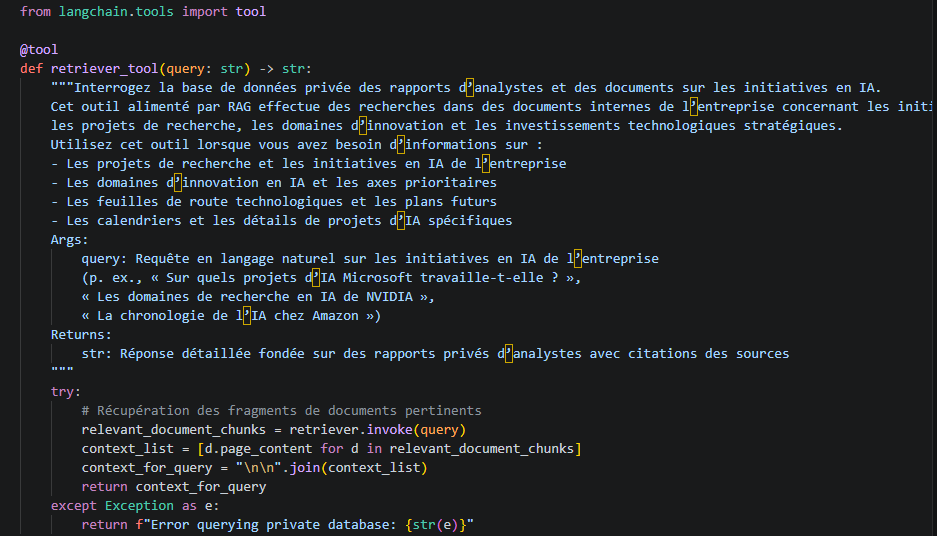 from langchain.tools import tool
@tool
def retriever_tool(query: str) -> str:
"""Interrogez la base de données privée des rapports d’analystes et des documents sur les initiatives en IA.
Cet outil alimenté par RAG effectue des recherches dans des documents internes de l’entreprise concernant les initi
les projets de recherche, les domaines d’innovation et les investissements technologiques stratégiques.
Utilisez cet outil lorsque vous avez besoin d’informations sur :
- Les projets de recherche et les initiatives en IA de l’entreprise
- Les domaines d’innovation en IA et les axes prioritaires
- Les feuilles de route technologiques et les plans futurs
- Les calendriers et les détails de projets d’IA spécifiques
Args:
query: Requête en langage naturel sur les initiatives en IA de l’entreprise
(p. ex., « Sur quels projets d’IA Microsoft travaille-t-elle ? »,
« Les domaines de recherche en IA de NVIDIA »,
« La chronologie de l’IA chez Amazon »)
Returns:
str: Réponse détaillée fondée sur des rapports privés d’analystes avec citations des sources
"""
try:
# Récupération des fragments de documents pertinents
relevant_document_chunks = retriever.invoke(query)
context_list = [d.page_content for d in relevant_document_chunks]
context_for_query = "\n\n".join(context_list)
return context_for_query
except Exception as e:
return f"Error querying private database: {str(e)}"